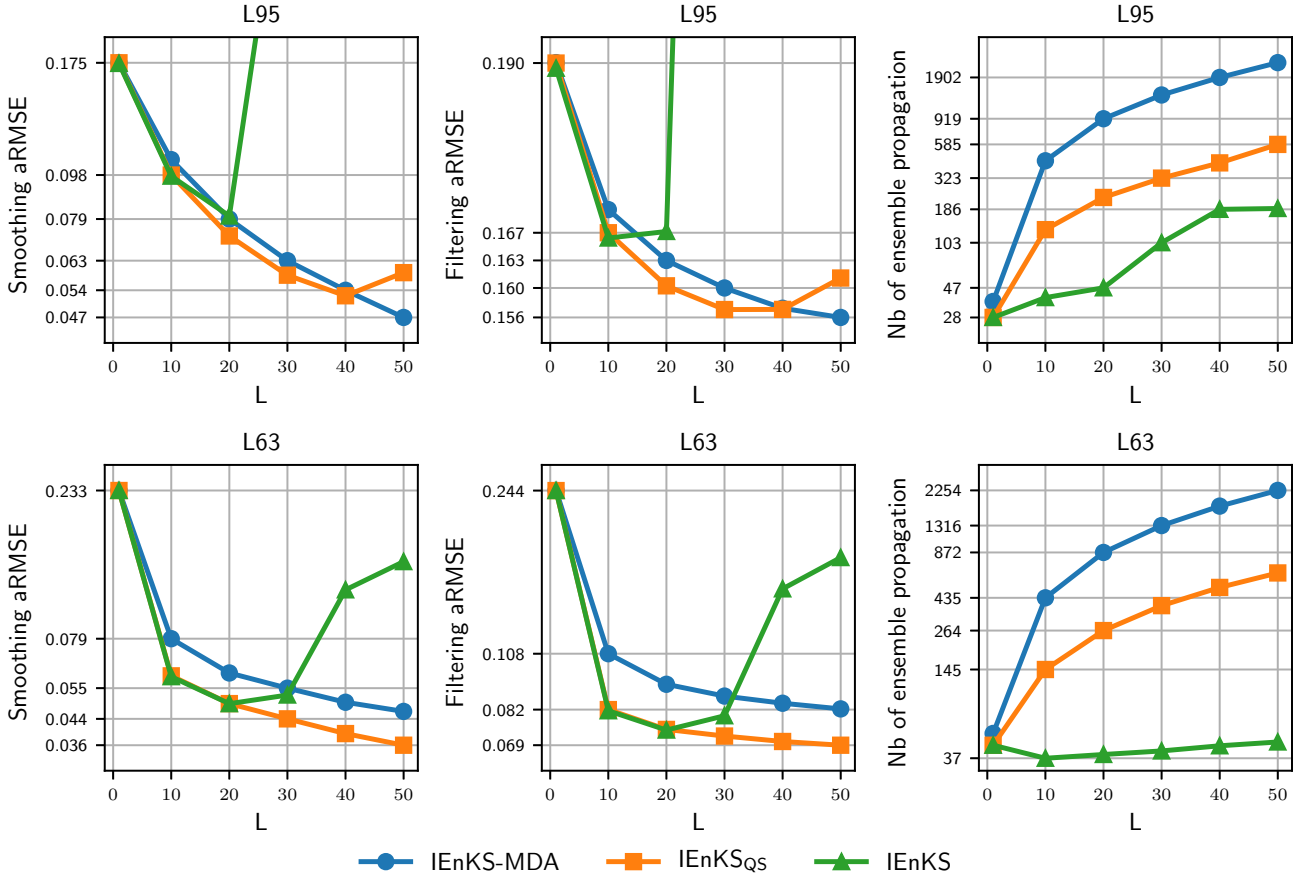 L95
Smoothing aRMSE
0.175
0.098
0.079
0.063
0.054
0.047
0 10 20 30 40 50
L
L95
Filtering aRMSE
0.190
0.167
0.163
0.160
0.156
0 10 20 30 40 50
L
L95
Nb of ensemble propagation
1902
919
585
323
186
103
47
28
0 10 20 30 40 50
L
L63
Smoothing aRMSE
0.233
0.079
0.055
0.044
0.036
0 10 20 30 40 50
L
L63
Filtering aRMSE
0.244
0.108
0.082
0.069
0 10 20 30 40 50
L
L63
Nb of ensemble propagation
2254
1316
872
435
264
145
37
0 10 20 30 40 50
L
IEnKS-MDA IEnKS_QS IEnKS